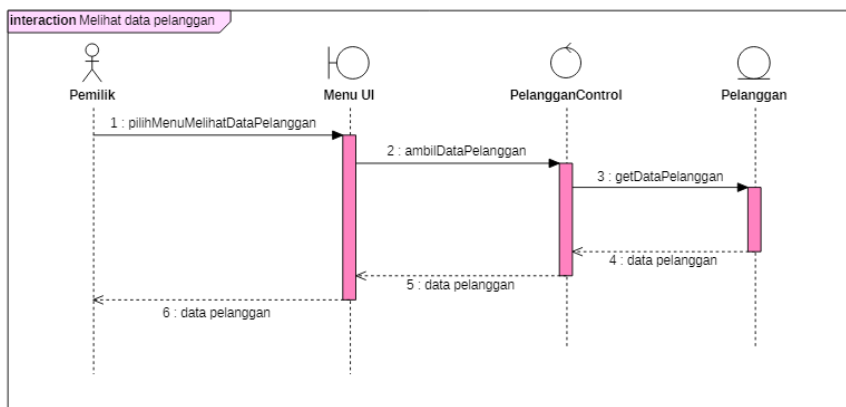 interaction Melihat data pelanggan
Pemilik
Menu UI
PelangganControl
Pelanggan
1 : pilihMenuMelihatDataPelanggan
2 : ambilDataPelanggan
3 : getDataPelanggan
4 : data pelanggan
5 : data pelanggan
6 : data pelanggan